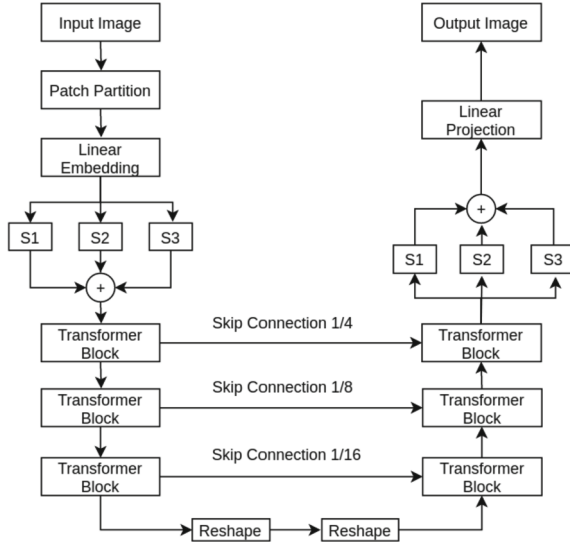 Input Image
Patch Partition
Linear
Embedding
S1
S2
S3
+
Transformer
Block
Transformer
Block
Transformer
Block
Skip Connection 1/4
Skip Connection 1/8
Skip Connection 1/16
Reshape
Reshape
Output Image
Linear
Projection
+
S1
S2
S3
Transformer
Block
Transformer
Block
Transformer
Block